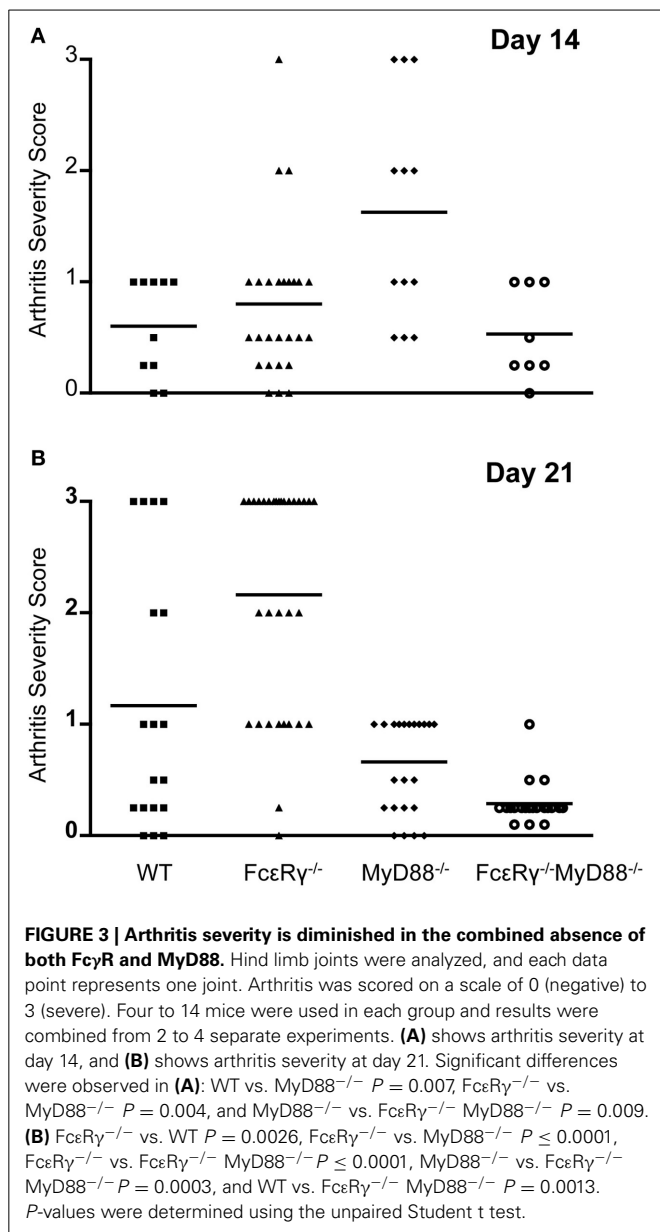 A
Day 14
Arthritis Severity Score
3
2
1
0
B
Day 21
Arthritis Severity Score
3
2
1
0
WT
FcεRγ-/-
MyD88-/-
FcεRγ-/-MyD88-/-
FIGURE 3 | Arthritis severity is diminished in the combined absence of
both FcγR and MyD88. Hind limb joints were analyzed, and each data
point represents one joint. Arthritis was scored on a scale of 0 (negative) to
3 (severe). Four to 14 mice were used in each group and results were
combined from 2 to 4 separate experiments. (A) shows arthritis severity at
day 14, and (B) shows arthritis severity at day 21. Significant differences
were observed in (A): WT vs. MyD88−/− P = 0.007, FcεRγ−/− vs.
MyD88−/− P = 0.004, and MyD88−/− vs. FcεRγ−/− MyD88−/− P = 0.009.
(B) FcεRγ−/− vs. WT P = 0.0026, FcεRγ−/− vs. MyD88−/− P ≤ 0.0001,
FcεRγ−/− vs. FcεRγ−/− MyD88−/−P ≤ 0.0001, MyD88−/− vs. FcεRγ−/−
MyD88−/−P = 0.0003, and WT vs. FcεRγ−/− MyD88−/− P = 0.0013.
P-values were determined using the unpaired Student t test.